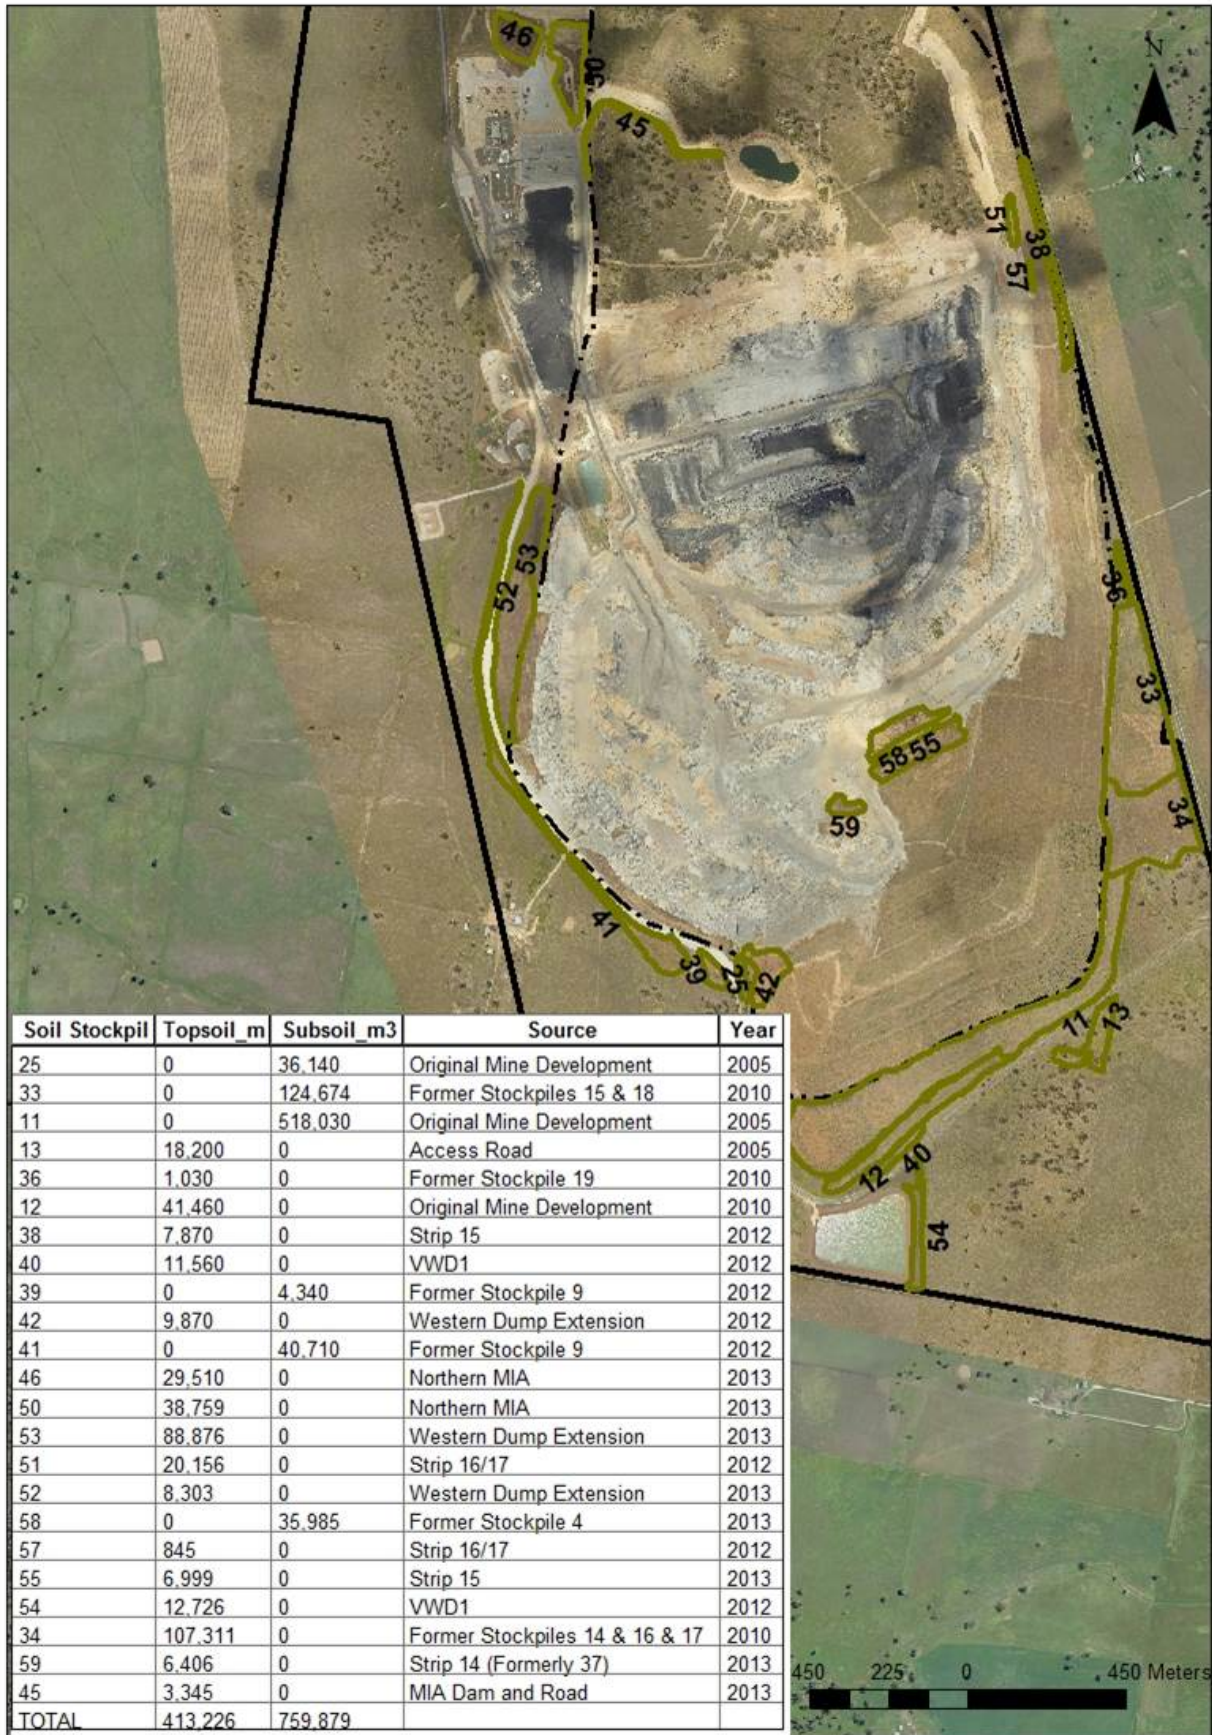 N
46
50
45
51
38
57
53
52
36
33
58 55
34
59
41
39
25
42
11
13
12
40
54
Soil Stockpil Topsoil_m Subsoil_m3 Source Year
25 0 36,140 Original Mine Development 2005
33 0 124,674 Former Stockpiles 15 & 18 2010
11 0 518,030 Original Mine Development 2005
13 18,200 0 Access Road 2005
36 1,030 0 Former Stockpile 19 2010
12 41,460 0 Original Mine Development 2010
38 7,870 0 Strip 15 2012
40 11,560 0 VWD1 2012
39 0 4,340 Former Stockpile 9 2012
42 9,870 0 Western Dump Extension 2012
41 0 40,710 Former Stockpile 9 2012
46 29,510 0 Northern MIA 2013
50 38,759 0 Northern MIA 2013
53 88,876 0 Western Dump Extension 2013
51 20,156 0 Strip 16/17 2012
52 8,303 0 Western Dump Extension 2013
58 0 35,985 Former Stockpile 4 2013
57 845 0 Strip 16/17 2012
55 6,999 0 Strip 15 2013
54 12,726 0 VWD1 2012
34 107,311 0 Former Stockpiles 14 & 16 & 17 2010
59 6,406 0 Strip 14 (Formerly 37) 2013
45 3,345 0 MIA Dam and Road 2013
TOTAL 413,226 759,879
450 225 0 450 Meters